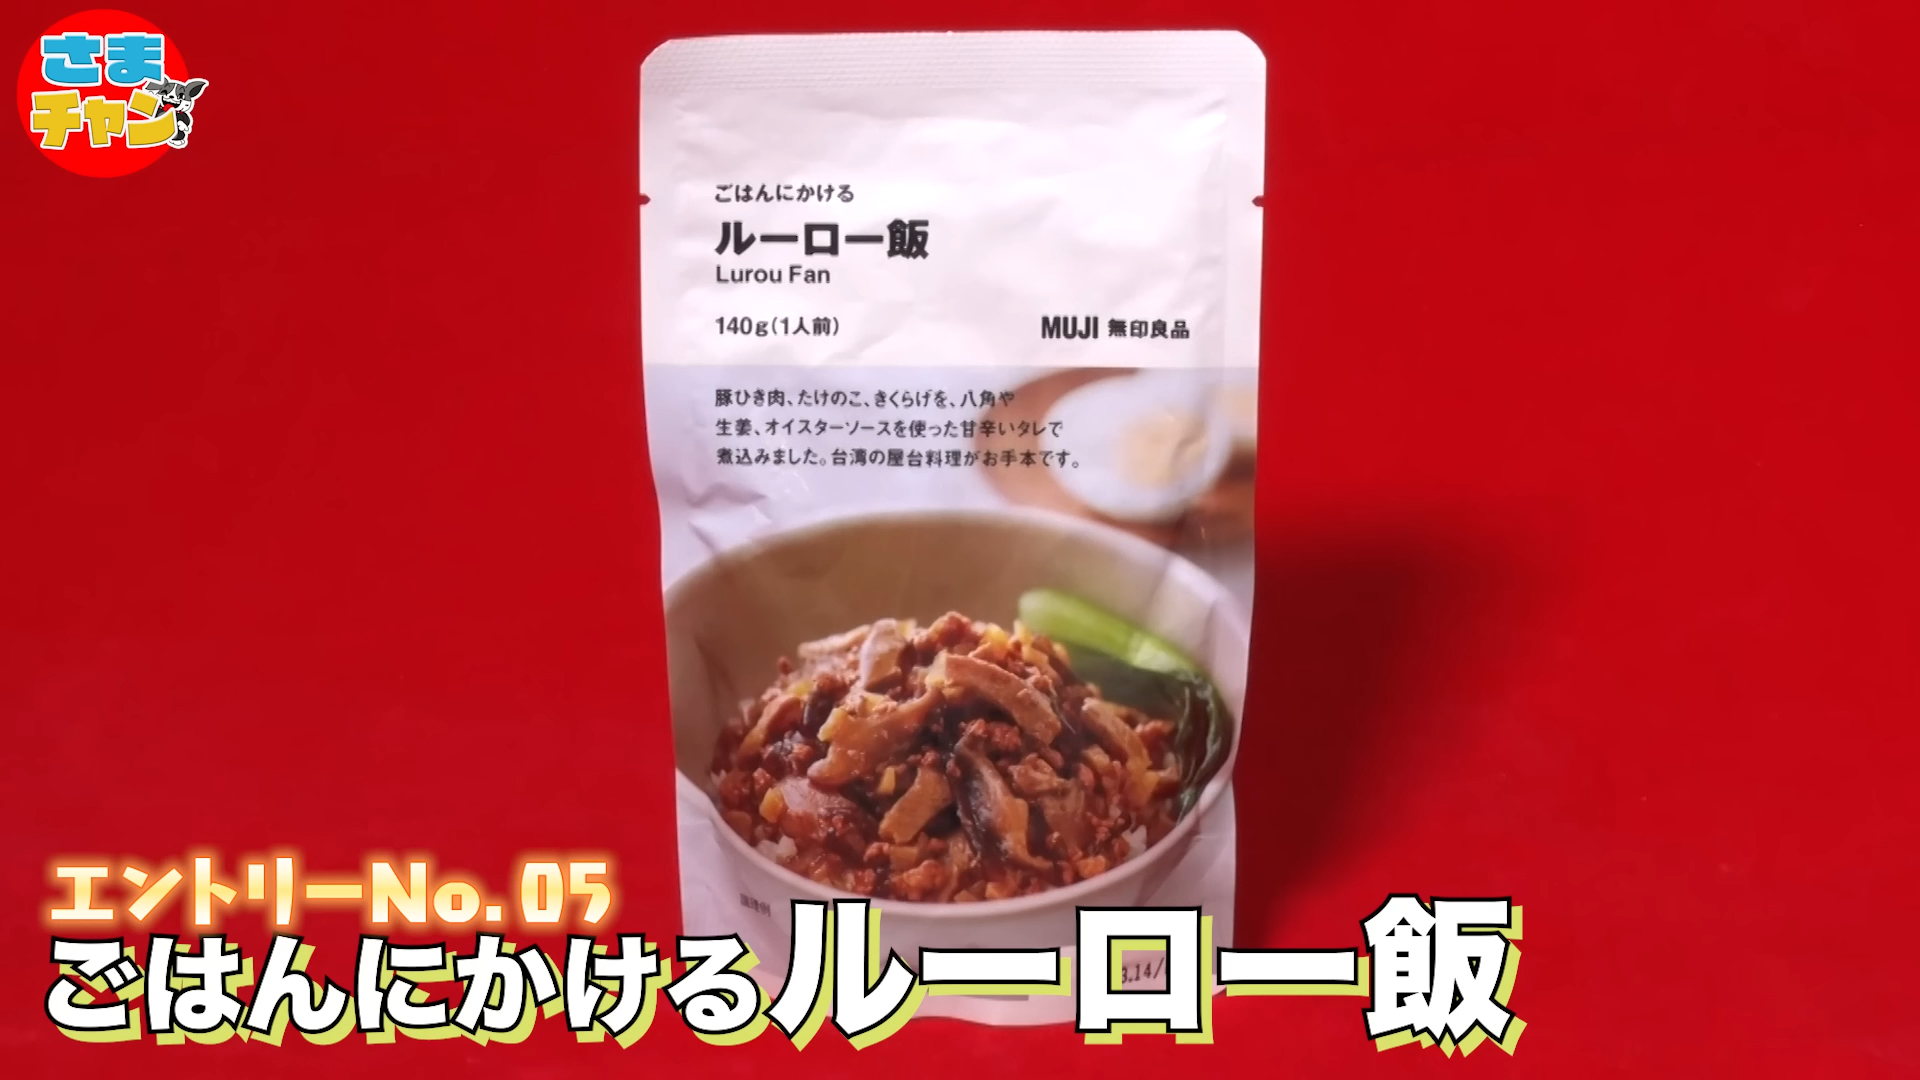 さま
チャン
ごはんにかける
ルーロー飯
Lurou Fan
140g(1人前)
MUJI 無印良品
豚ひき肉、たけのこ、きくらげを、八角や
生姜、オイスターソースを使った甘辛いタレで
煮込みました。台湾の屋台料理がお手本です。
調理例
エントリーNo.05
ごはんにかけるルーロー飯